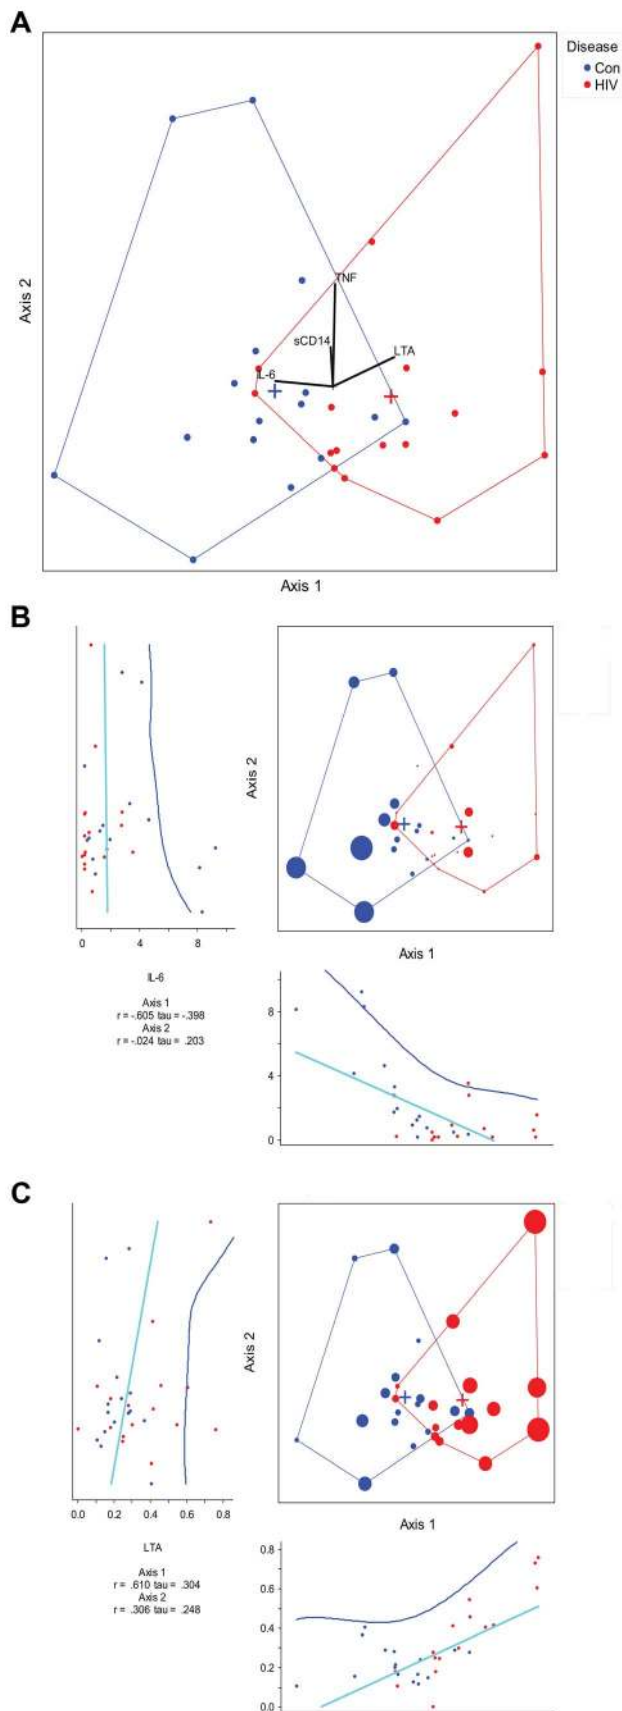 A
Disease
Con
HIV
TNF
sCD14
LTA
IL-6
Axis 2
Axis 1
B
Axis 2
0
4
8
Axis 1
IL-6
Axis 1
r = -.605 tau = -.398
Axis 2
r = -.024 tau = .203
8
4
0
C
Axis 2
0.0
0.2
0.4
0.6
0.8
Axis 1
LTA
Axis 1
r = .610 tau = .304
Axis 2
r = .306 tau = .248
0.8
0.6
0.4
0.2
0.0